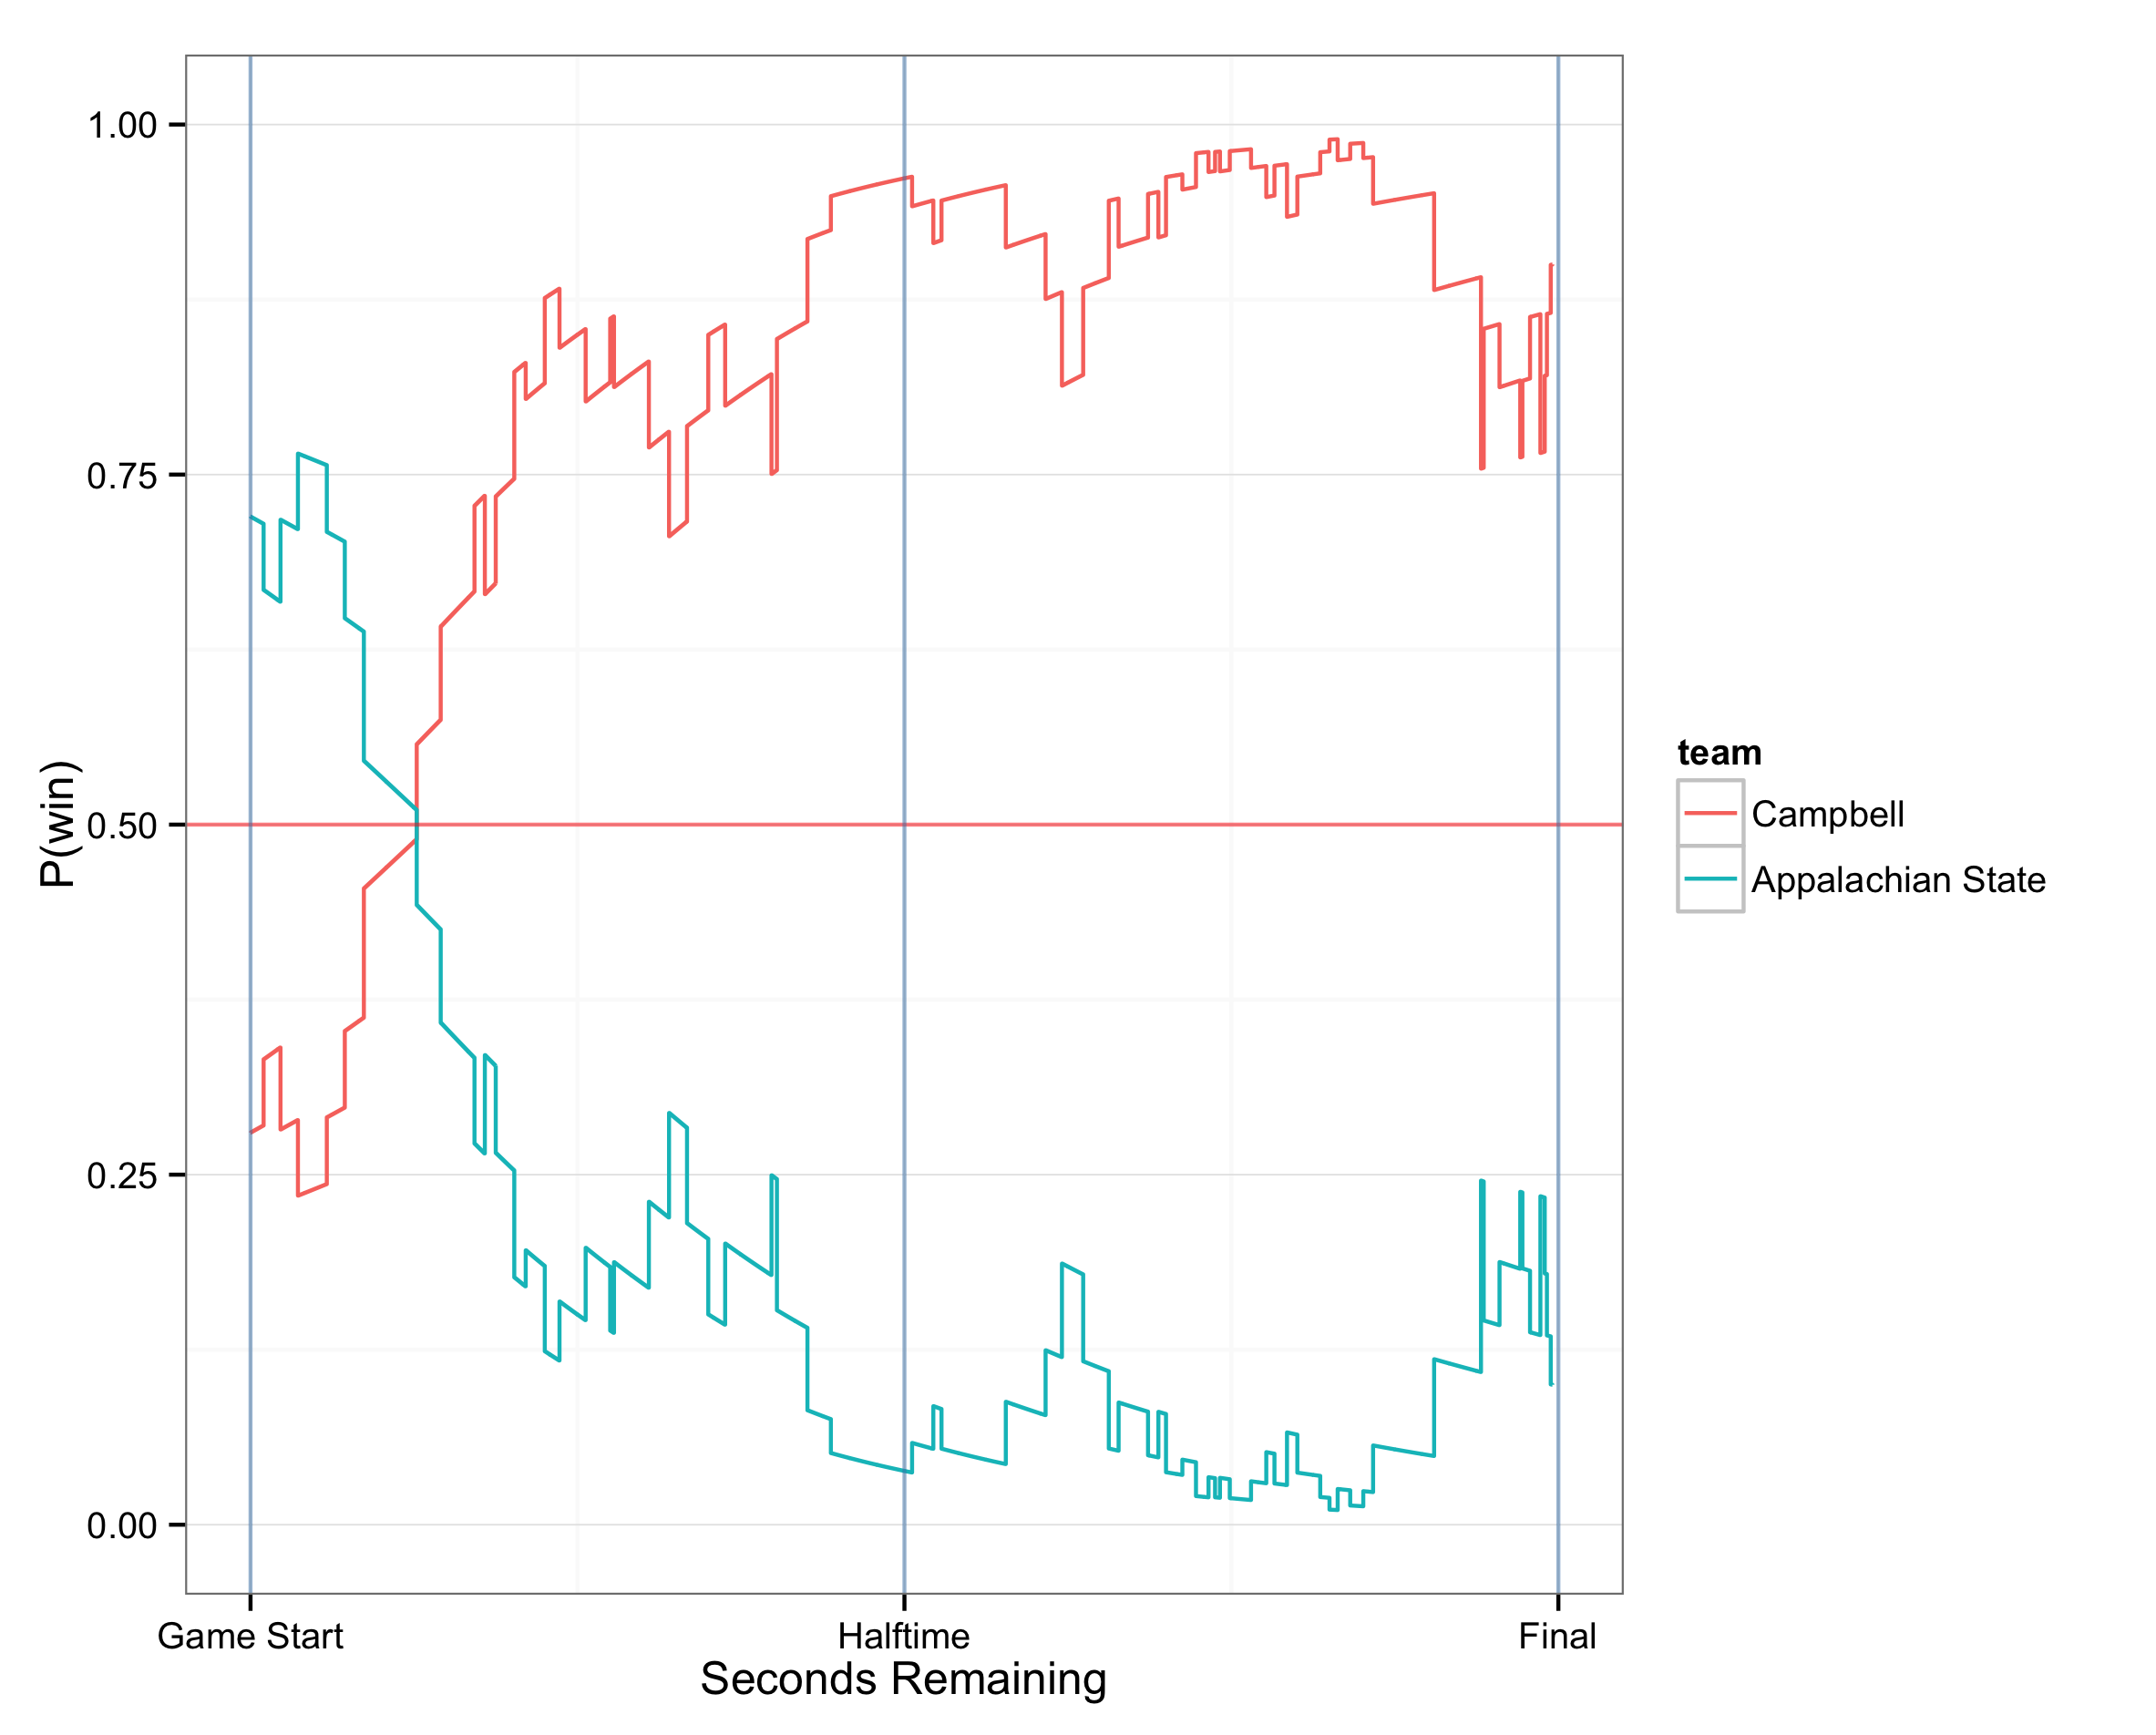 1.00
0.75
0.50
0.25
0.00
P(win)
Game Start
Halftime
Final
Seconds Remaining
team
Campbell
Appalachian State